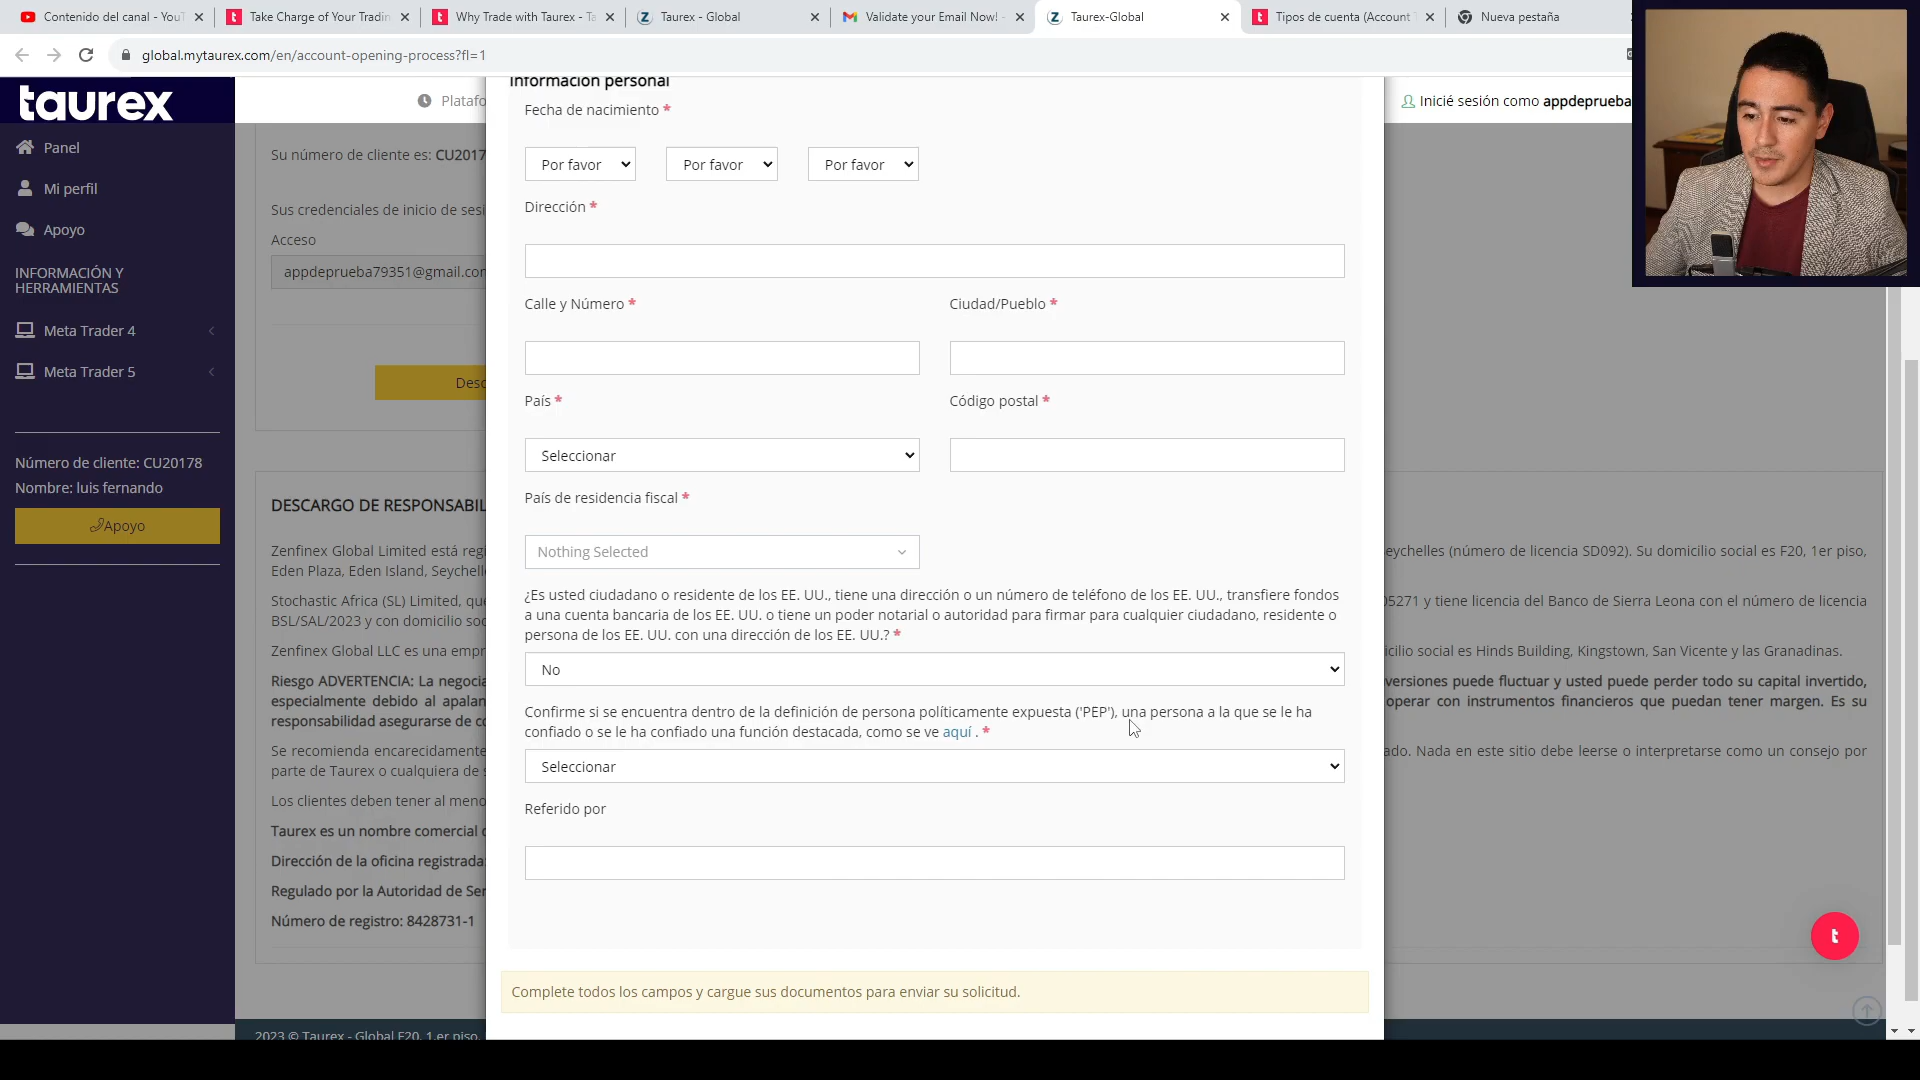 Contenido del canal - YouT
Take Charge of Your Tradin
Why Trade with Taurex - Ta
Taurex - Global
Validate your Email Now! -
Taurex-Global
Tipos de cuenta (Account T
Nueva pestaña
global.mytaurex.com/en/account-opening-process?fl=1
taurex
Panel
Mi perfil
Apoyo
INFORMACIÓN Y
HERRAMIENTAS
Meta Trader 4
Meta Trader 5
Número de cliente: CU20178
Nombre: luis fernando
Apoyo
Platafo
Inicié sesión como appdeprueba
Su número de cliente es: CU2017
Sus credenciales de inicio de sesi
Acceso
appdeprueba79351@gmail.con
Desc
Información personal
Fecha de nacimiento *
Por favor
Por favor
Por favor
Dirección *
Calle y Número *
Ciudad/Pueblo *
País *
Código postal *
Seleccionar
País de residencia fiscal *
Nothing Selected
¿Es usted ciudadano o residente de los EE. UU., tiene una dirección o un número de teléfono de los EE. UU., transfiere fondos
a una cuenta bancaria de los EE. UU. o tiene un poder notarial o autoridad para firmar para cualquier ciudadano, residente o
persona de los EE. UU. con una dirección de los EE. UU.? *
No
Confirme si se encuentra dentro de la definición de persona políticamente expuesta ('PEP'), una persona a la que se le ha
confiado o se le ha confiado una función destacada, como se ve aquí . *
Seleccionar
Referido por
Complete todos los campos y cargue sus documentos para enviar su solicitud.
DESCARGO DE RESPONSABIL
Zenfinex Global Limited está regi
eychelles (número de licencia SD092). Su domicilio social es F20, 1er piso,
Eden Plaza, Eden Island, Seychelle
Stochastic Africa (SL) Limited, que
05271 y tiene licencia del Banco de Sierra Leona con el número de licencia
BSL/SAL/2023 y con domicilio soc
Zenfinex Global LLC es una empr
icilio social es Hinds Building, Kingstown, San Vicente y las Granadinas.
Riesgo ADVERTENCIA: La negocia
versiones puede fluctuar y usted puede perder todo su capital invertido,
especialmente debido al apalan
operar con instrumentos financieros que puedan tener margen. Es su
responsabilidad asegurarse de co
Se recomienda encarecidamente
ado. Nada en este sitio debe leerse o interpretarse como un consejo por
parte de Taurex o cualquiera de s
Los clientes deben tener al meno
Taurex es un nombre comercial d
Dirección de la oficina registrada:
Regulado por la Autoridad de Ser
Número de registro: 8428731-1
t
2023 © Taurex - Global F20, 1.er piso,